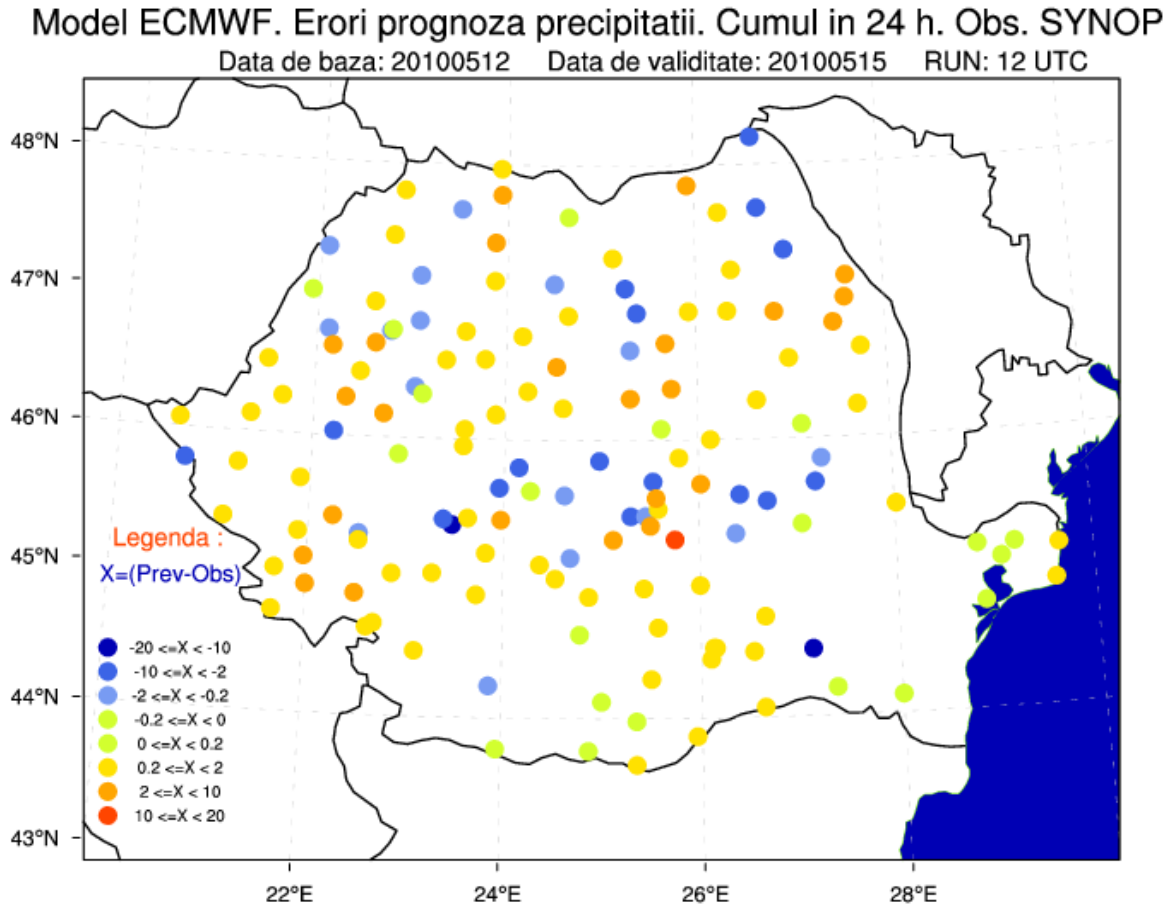 Model ECMWF. Erori prognoza precipitatii. Cumul in 24 h. Obs. SYNOP
Data de baza: 20100512 Data de validitate: 20100515 RUN: 12 UTC
48°N
47°N
46°N
45°N
44°N
43°N
Legenda :
X=(Prev-Obs)
-20 <=X < -10
-10 <=X < -2
-2 <=X < -0.2
-0.2 <=X < 0
0 <=X < 0.2
0.2 <=X < 2
2 <=X < 10
10 <=X < 20
22°E 24°E 26°E 28°E